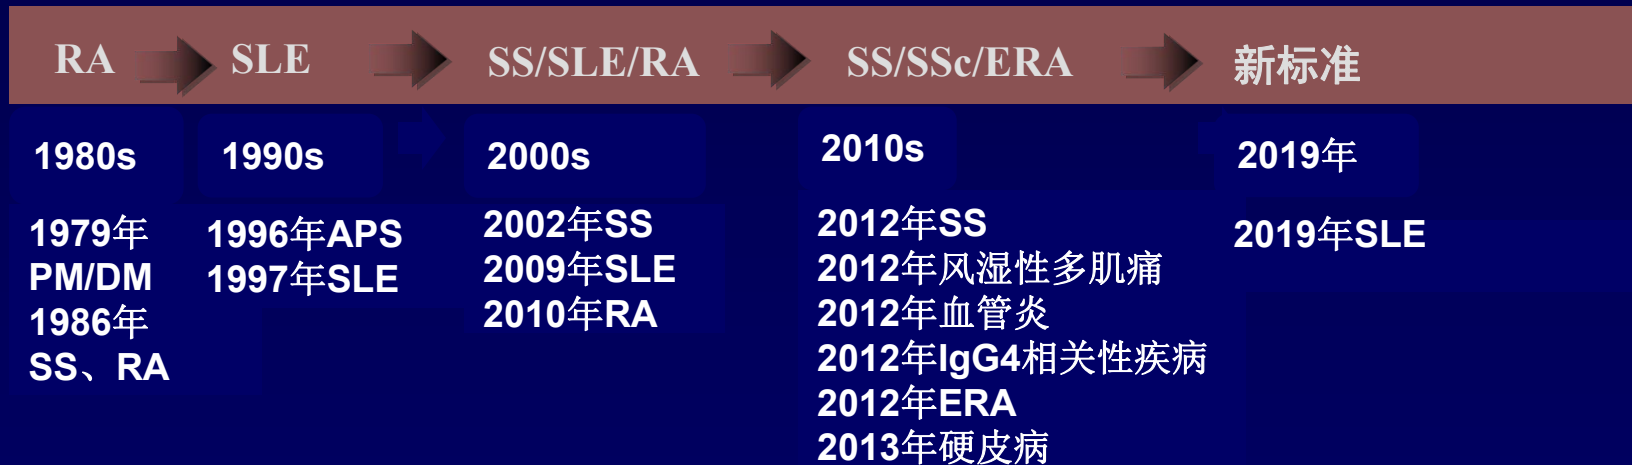 RA SLE SS/SLE/RA SS/SSc/ERA 新标准
1980s
1979年
PM/DM
1986年
SS、RA
1990s
1996年APS
1997年SLE
2000s
2002年SS
2009年SLE
2010年RA
2010s
2012年SS
2012年风湿性多肌痛
2012年血管炎
2012年IgG4相关性疾病
2012年ERA
2013年硬皮病
2019年
2019年SLE